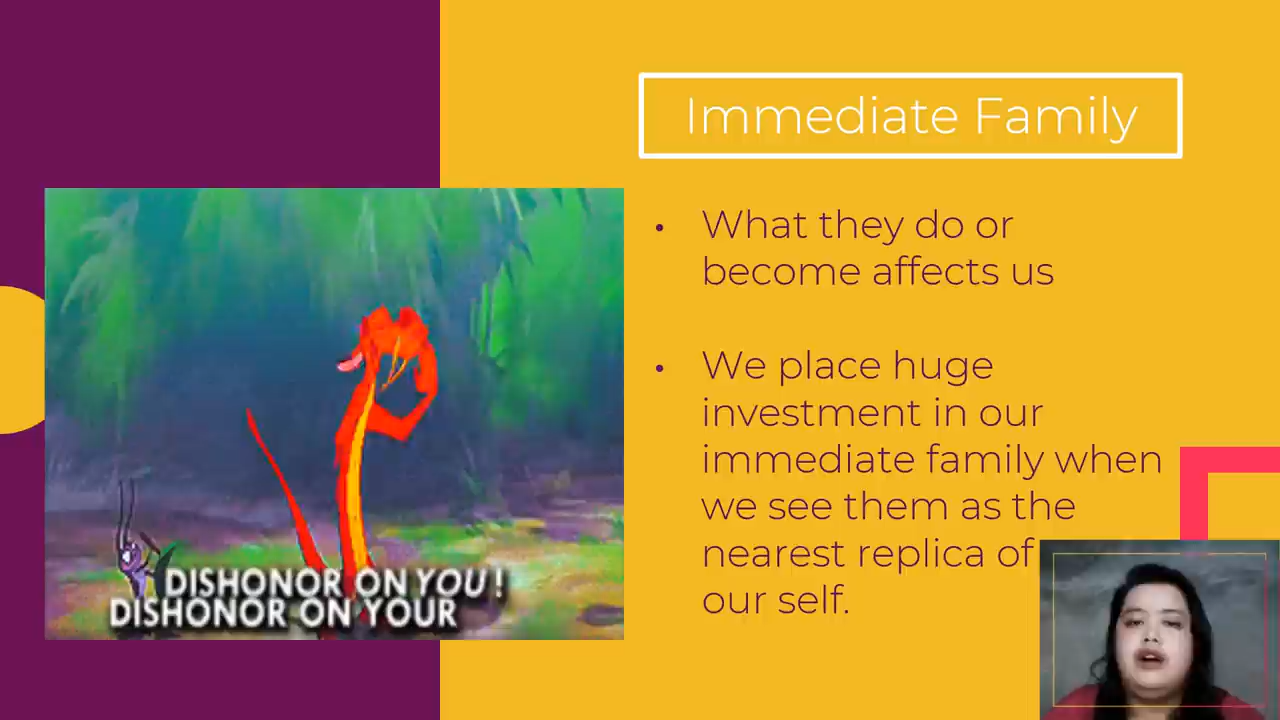 Immediate Family
• What they do or
become affects us
• We place huge
investment in our
immediate family when
we see them as the
nearest replica of
our self.
DISHONOR ON YOU!
DISHONOR ON YOUR